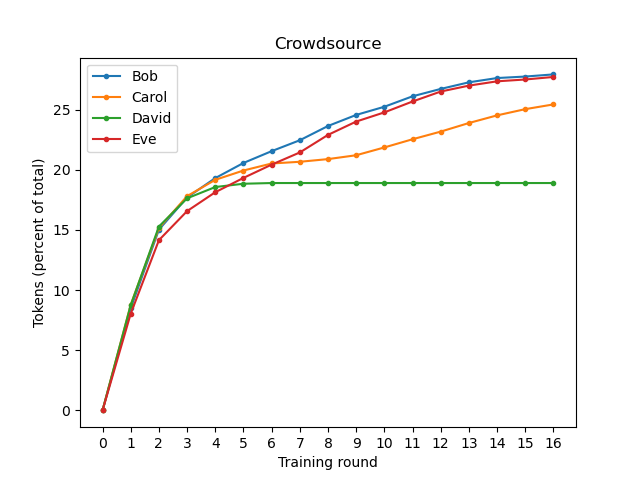 Crowdsource
Bob
Carol
David
Eve
Tokens (percent of total)
25
20
15
10
5
0
0 1 2 3 4 5 6 7 8 9 10 11 12 13 14 15 16
Training round